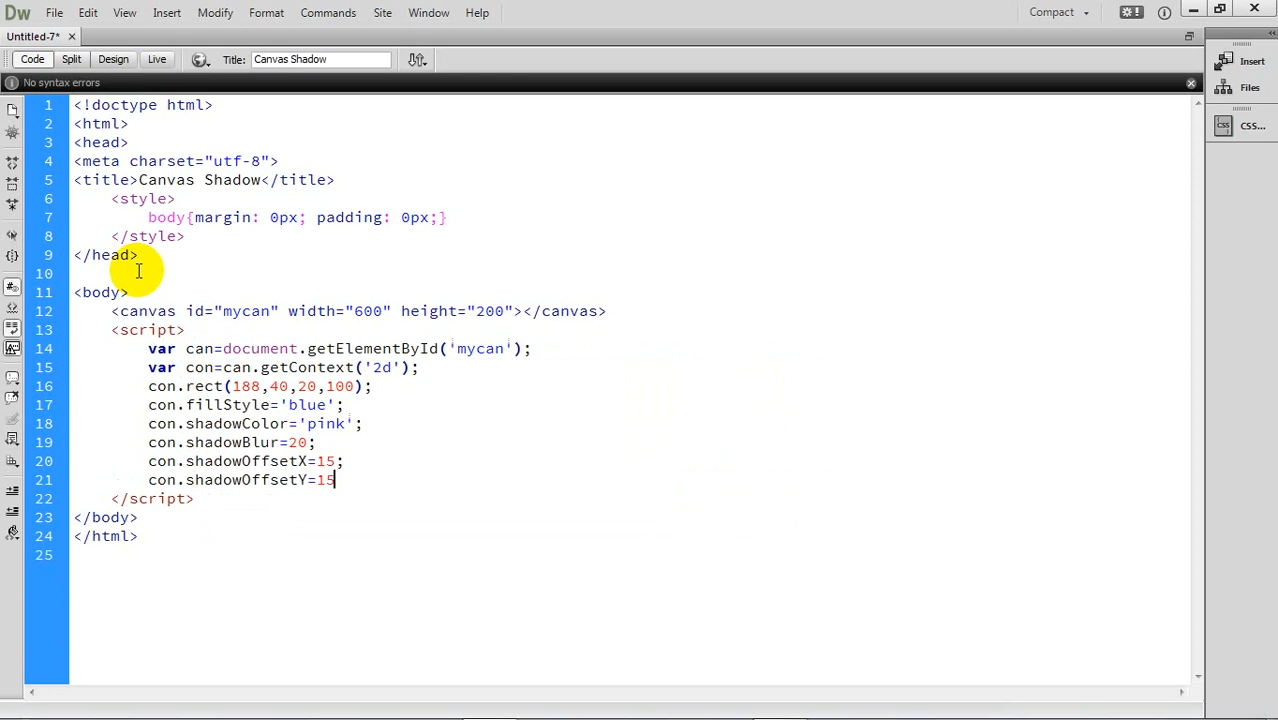 Dw File Edit View Insert Modify Format Commands Site Window Help Compact
Untitled-7*
Code Split Design Live Title: Canvas Shadow
No syntax errors
Insert
Files
CSS...
1 <!doctype html>
2 <html>
3 <head>
4 <meta charset="utf-8">
5 <title>Canvas Shadow</title>
6 <style>
7 body{margin: 0px; padding: 0px;}
8 </style>
9 </head>
10
11 <body>
12 <canvas id="mycan" width="600" height="200"></canvas>
13 <script>
14 var can=document.getElementById('mycan');
15 var con=can.getContext('2d');
16 con.rect(188,40,20,100);
17 con.fillStyle='blue';
18 con.shadowColor='pink';
19 con.shadowBlur=20;
20 con.shadowOffsetX=15;
21 con.shadowOffsetY=15
22 </script>
23 </body>
24 </html>
25